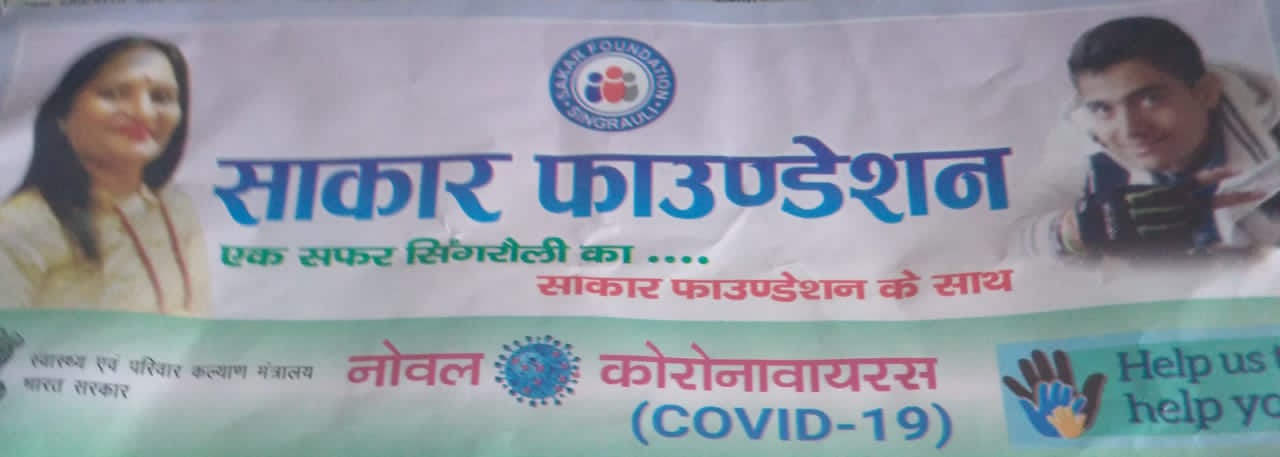 SAKAR FOUNDATION
SINGRAULI
साकार फाउण्डेशन
एक सफर सिंगरौली का ....
साकार फाउण्डेशन के साथ
स्वास्थ्य एवं परिवार कल्याण मंत्रालय
भारत सरकार
नोवल कोरोनावायरस
(COVID-19)
Help us
help